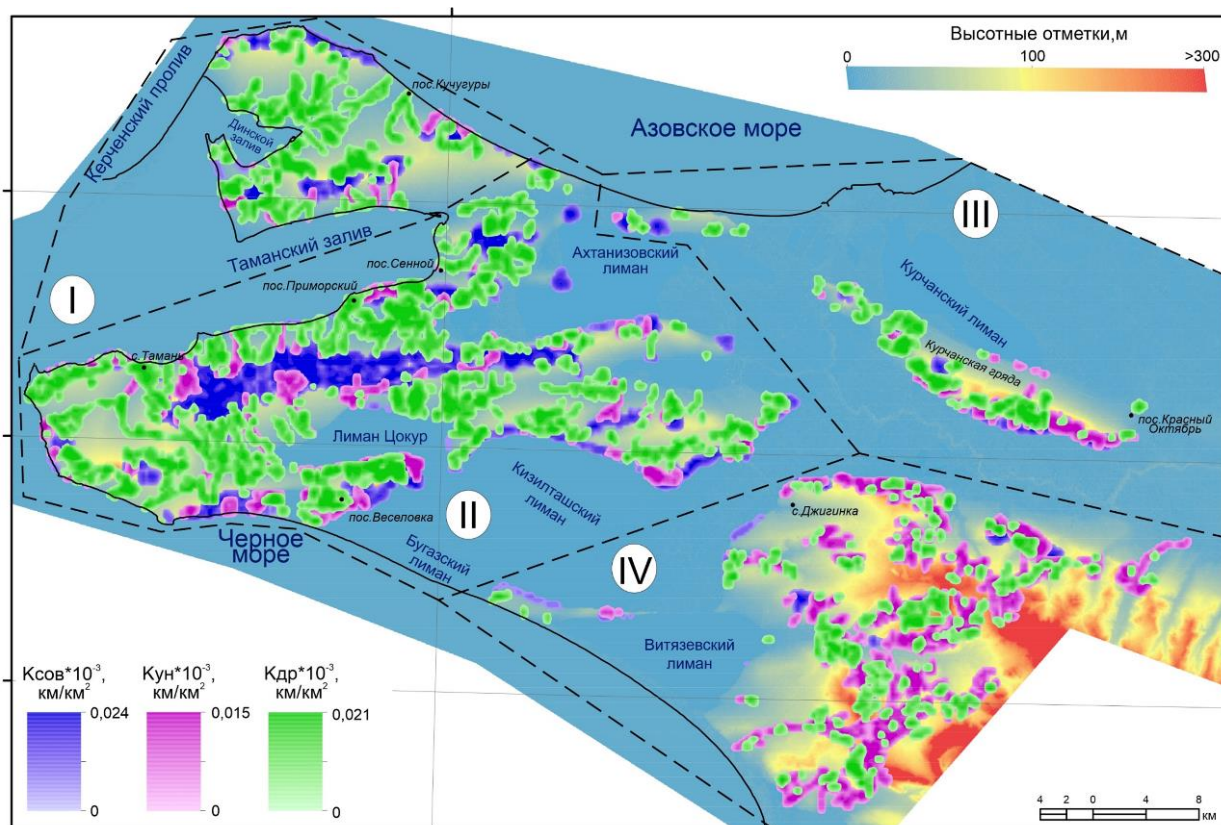 Высотные отметки,м
0
100
>300
Керченский пролив
пос.Кучугуры
Динской
залив
Азовское море
III
Таманский залив
пос.Сенной
Ахтанизовский
лиман
Курчанский лиман
I
пос.Приморский
с.Тамань
Курчанская гряда
пос.Красный
Октябрь
Лиман Цокур
Кизилташский
лиман
пос.Веселовка
II
с.Джигинка
Черное
море
Бугазский
лиман
IV
Витязевский
лиман
Kсов*10⁻³,
км/км²
Kун*10⁻³,
км/км²
Kдр*10⁻³,
км/км²
0,024
0,015
0,021
0
0
0
4 2 0 4 8
км